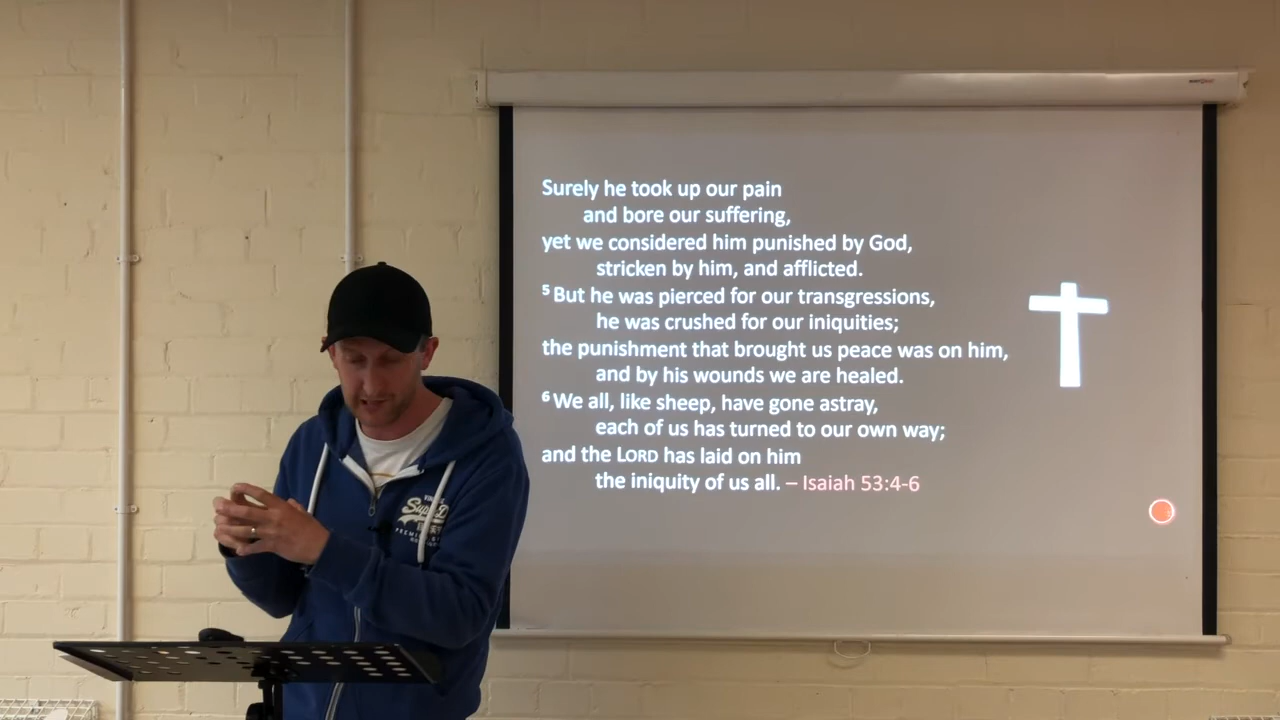 Surely he took up our pain
and bore our suffering,
yet we considered him punished by God,
stricken by him, and afflicted.
5 But he was pierced for our transgressions,
he was crushed for our iniquities;
the punishment that brought us peace was on him,
and by his wounds we are healed.
6 We all, like sheep, have gone astray,
each of us has turned to our own way;
and the LORD has laid on him
the iniquity of us all. – Isaiah 53:4-6